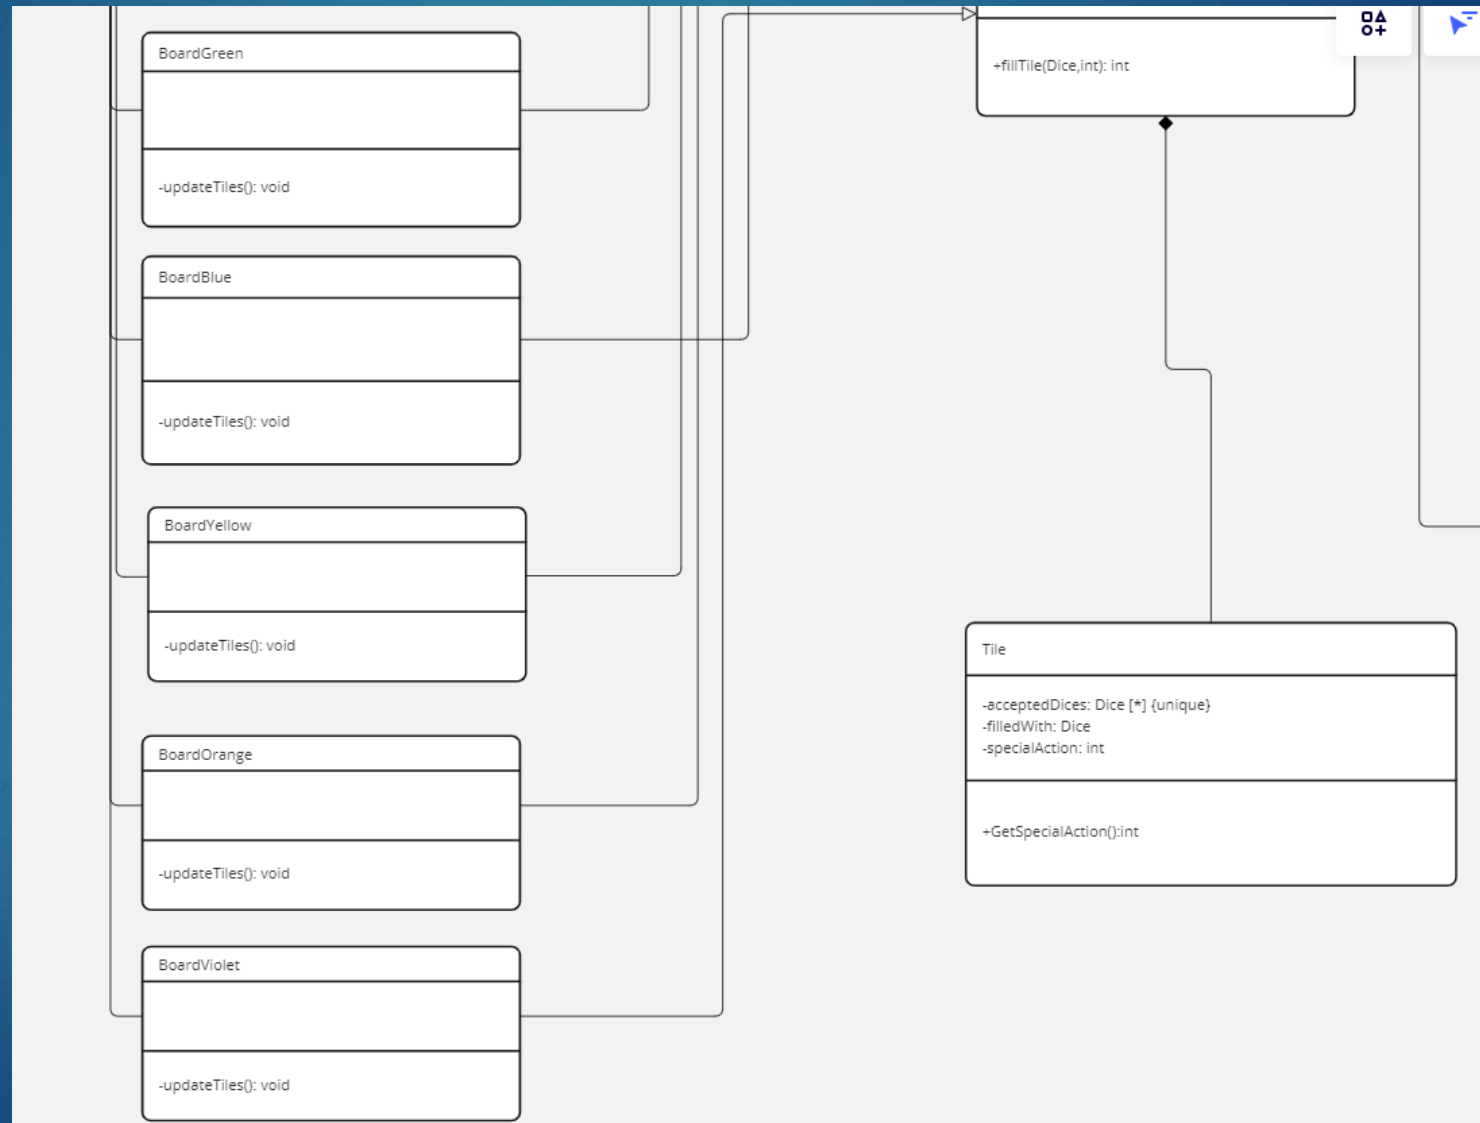 BoardGreen
-updateTiles(): void
BoardBlue
-updateTiles(): void
BoardYellow
-updateTiles(): void
BoardOrange
-updateTiles(): void
BoardViolet
-updateTiles(): void
+fillTile(Dice,int): int
Tile
-acceptedDices: Dice [*] {unique}
-filledWith: Dice
-specialAction: int
+GetSpecialAction():int